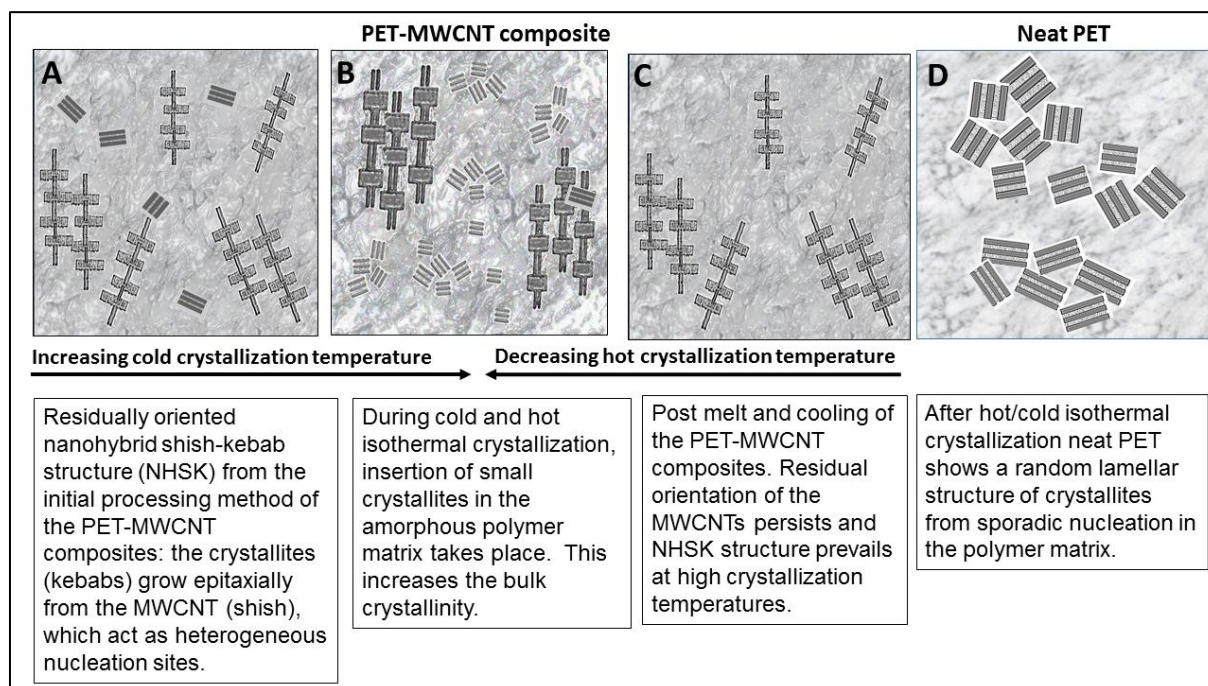 PET-MWCNT composite
Neat PET
A
B
C
D
Increasing cold crystallization temperature
Decreasing hot crystallization temperature
Residually oriented
nanohybrid shish-kebab
structure (NHSK) from the
initial processing method of
the PET-MWCNT
composites: the crystallites
(kebabs) grow epitaxially
from the MWCNT (shish),
which act as heterogeneous
nucleation sites.
During cold and hot
isothermal crystallization,
insertion of small
crystallites in the
amorphous polymer
matrix takes place.  This
increases the bulk
crystallinity.
Post melt and cooling of
the PET-MWCNT
composites. Residual
orientation of the
MWCNTs persists and
NHSK structure prevails
at high crystallization
temperatures.
After hot/cold isothermal
crystallization neat PET
shows a random lamellar
structure of crystallites
from sporadic nucleation in
the polymer matrix.